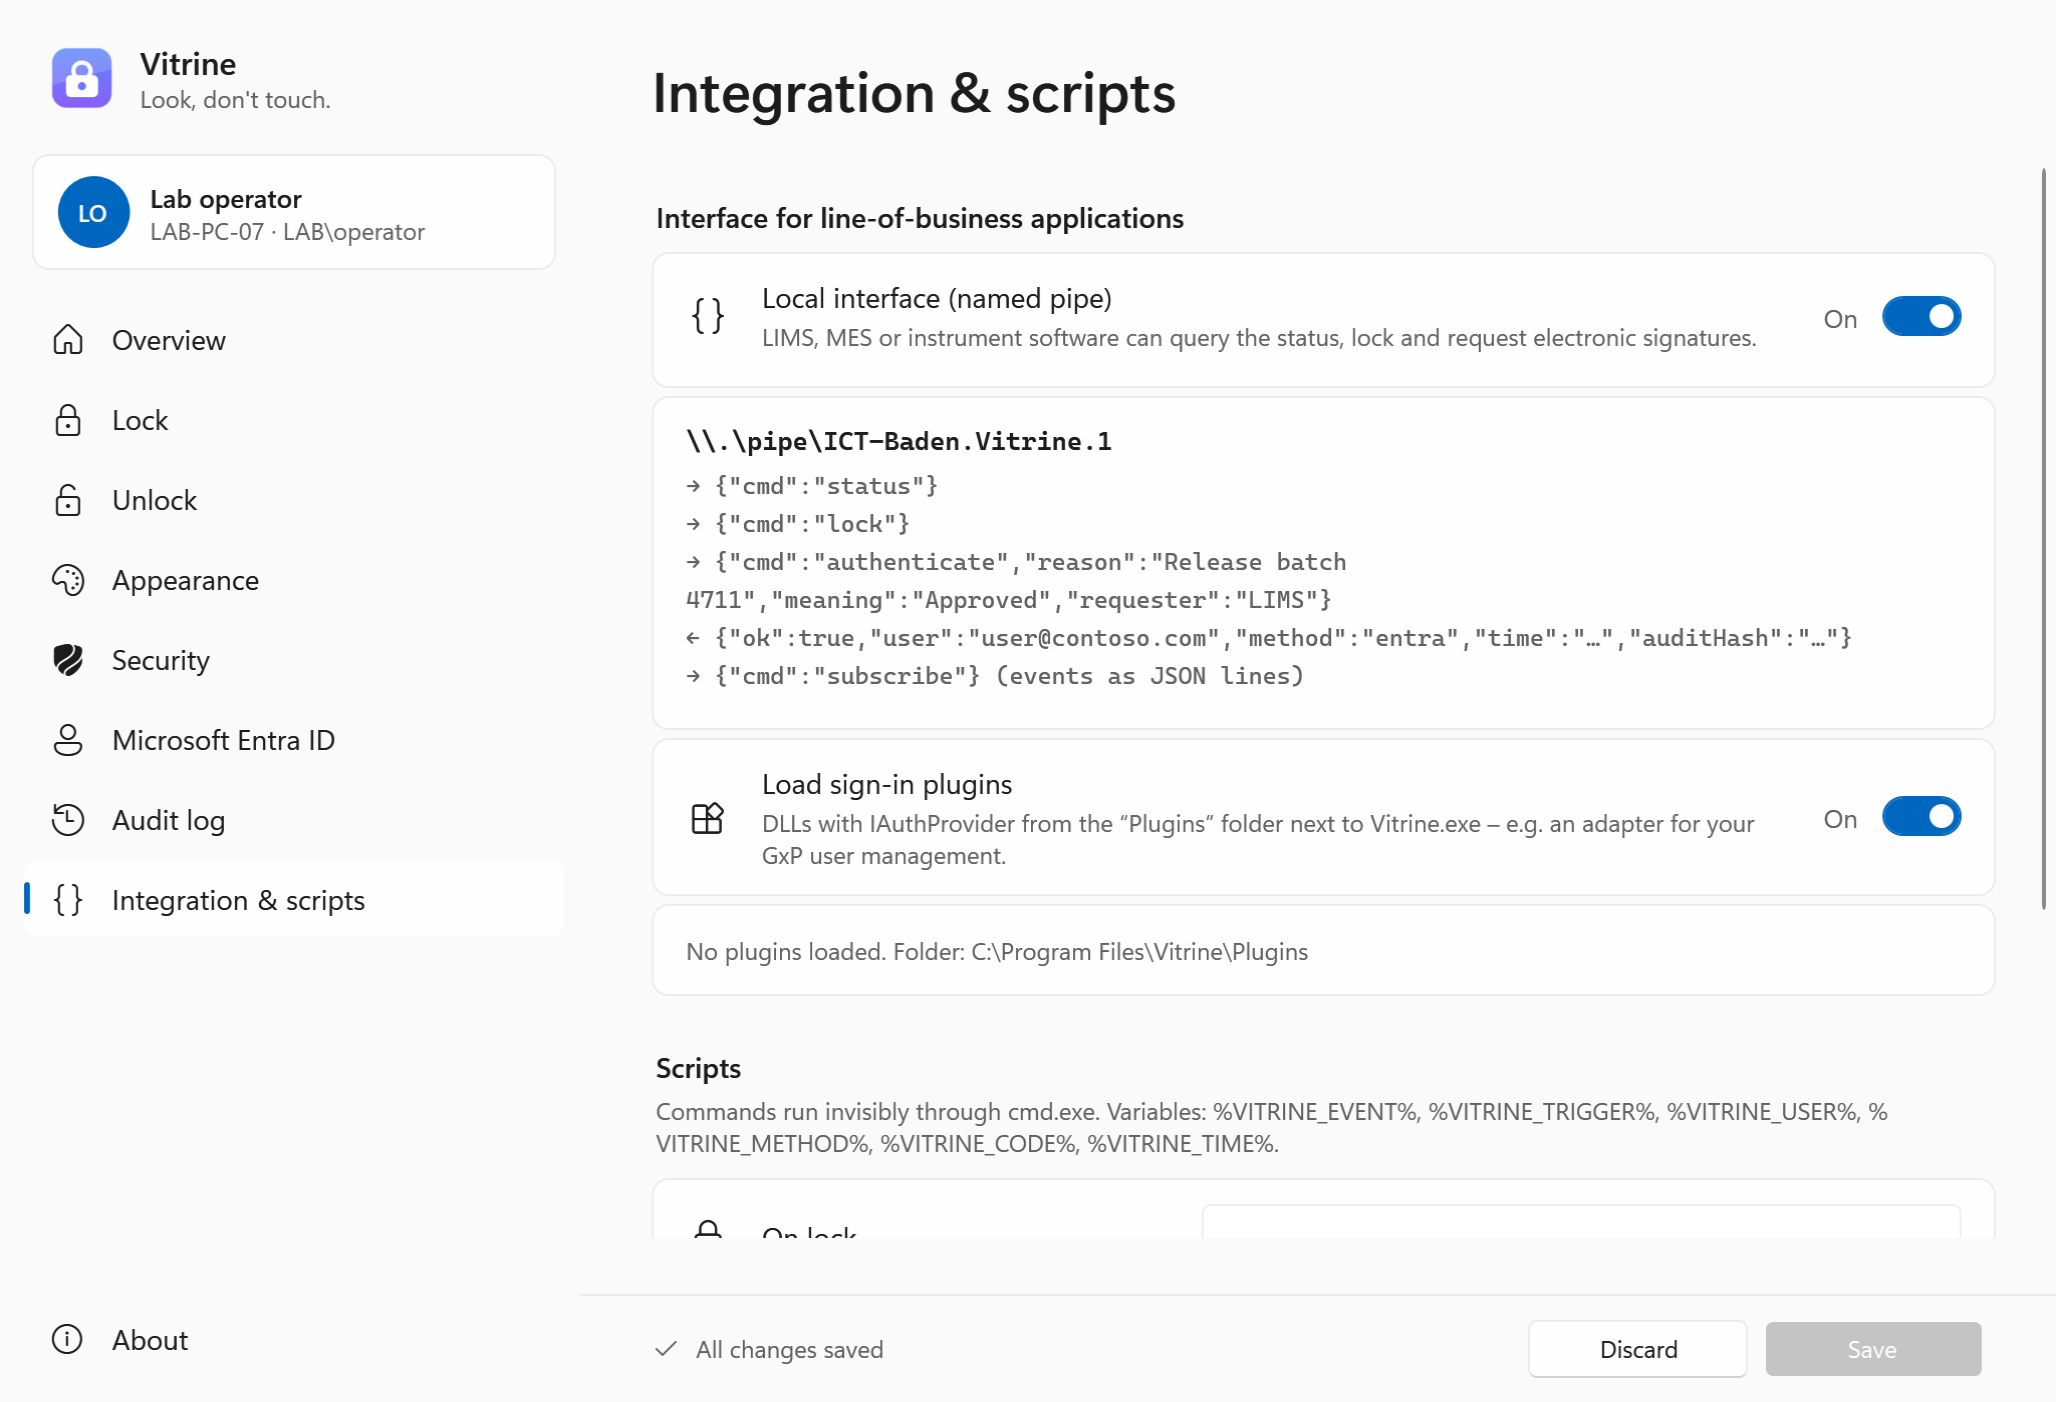 Vitrine
Look, don't touch.
LO
Lab operator
LAB-PC-07 · LAB\operator
Overview
Lock
Unlock
Appearance
Security
Microsoft Entra ID
Audit log
{} Integration & scripts
About
Integration & scripts
Interface for line-of-business applications
{} Local interface (named pipe)
LIMS, MES or instrument software can query the status, lock and request electronic signatures.
On
\\.\pipe\ICT-Baden.Vitrine.1
→ {"cmd":"status"}
→ {"cmd":"lock"}
→ {"cmd":"authenticate","reason":"Release batch
4711","meaning":"Approved","requester":"LIMS"}
← {"ok":true,"user":"user@contoso.com","method":"entra","time":"…","auditHash":"…"}
→ {"cmd":"subscribe"} (events as JSON lines)
Load sign-in plugins
DLLs with IAuthProvider from the “Plugins” folder next to Vitrine.exe – e.g. an adapter for your
GxP user management.
On
No plugins loaded. Folder: C:\Program Files\Vitrine\Plugins
Scripts
Commands run invisibly through cmd.exe. Variables: %VITRINE_EVENT%, %VITRINE_TRIGGER%, %VITRINE_USER%, %
VITRINE_METHOD%, %VITRINE_CODE%, %VITRINE_TIME%.
On lock
All changes saved
Discard
Save